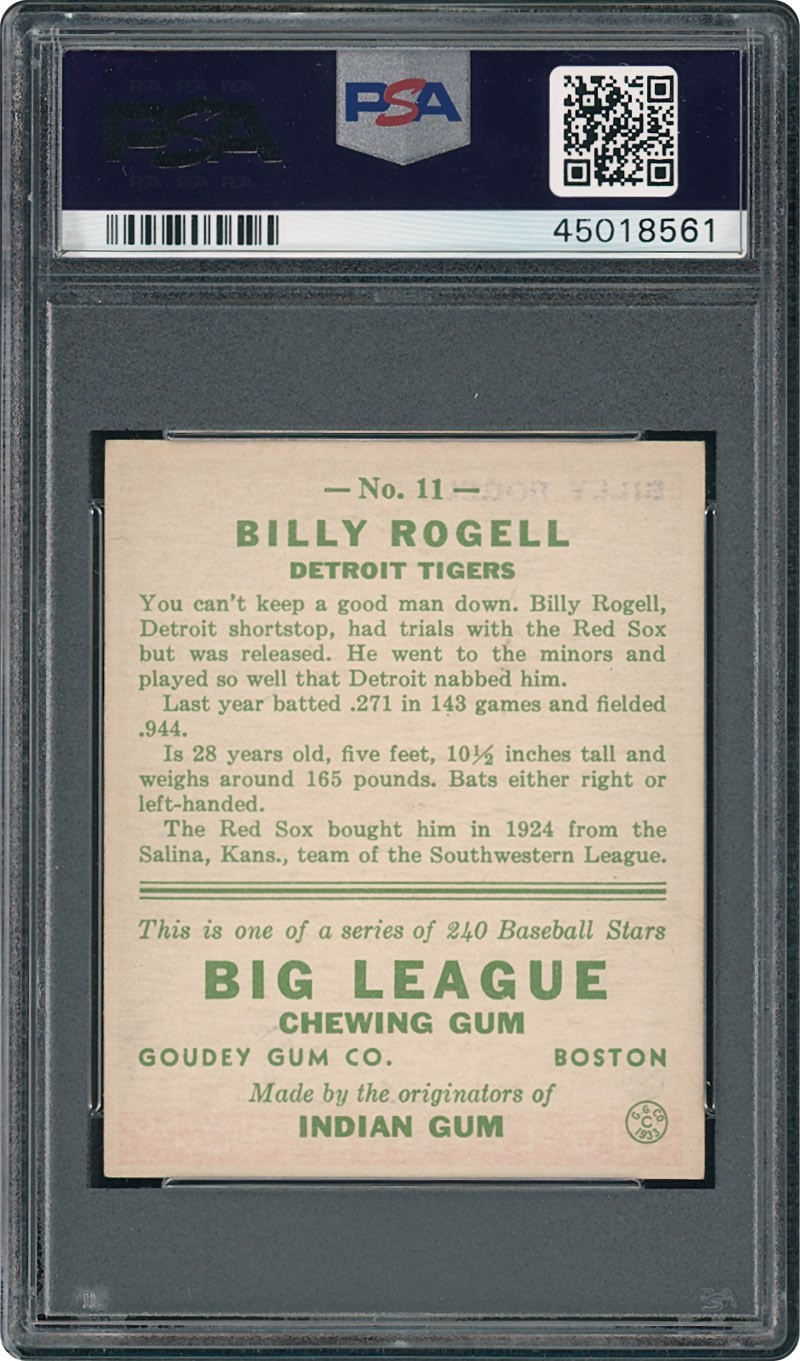 PSA
45018561
— No. 11 —
BILLY ROGELL
DETROIT TIGERS
You can't keep a good man down. Billy Rogell,
Detroit shortstop, had trials with the Red Sox
but was released. He went to the minors and
played so well that Detroit nabbed him.
Last year batted .271 in 143 games and fielded
.944.
Is 28 years old, five feet, 10½ inches tall and
weighs around 165 pounds. Bats either right or
left-handed.
The Red Sox bought him in 1924 from the
Salina, Kans., team of the Southwestern League.
This is one of a series of 240 Baseball Stars
BIG LEAGUE
CHEWING GUM
GOUDEY GUM CO. BOSTON
Made by the originators of
INDIAN GUM
G. G. CO.
C
1933